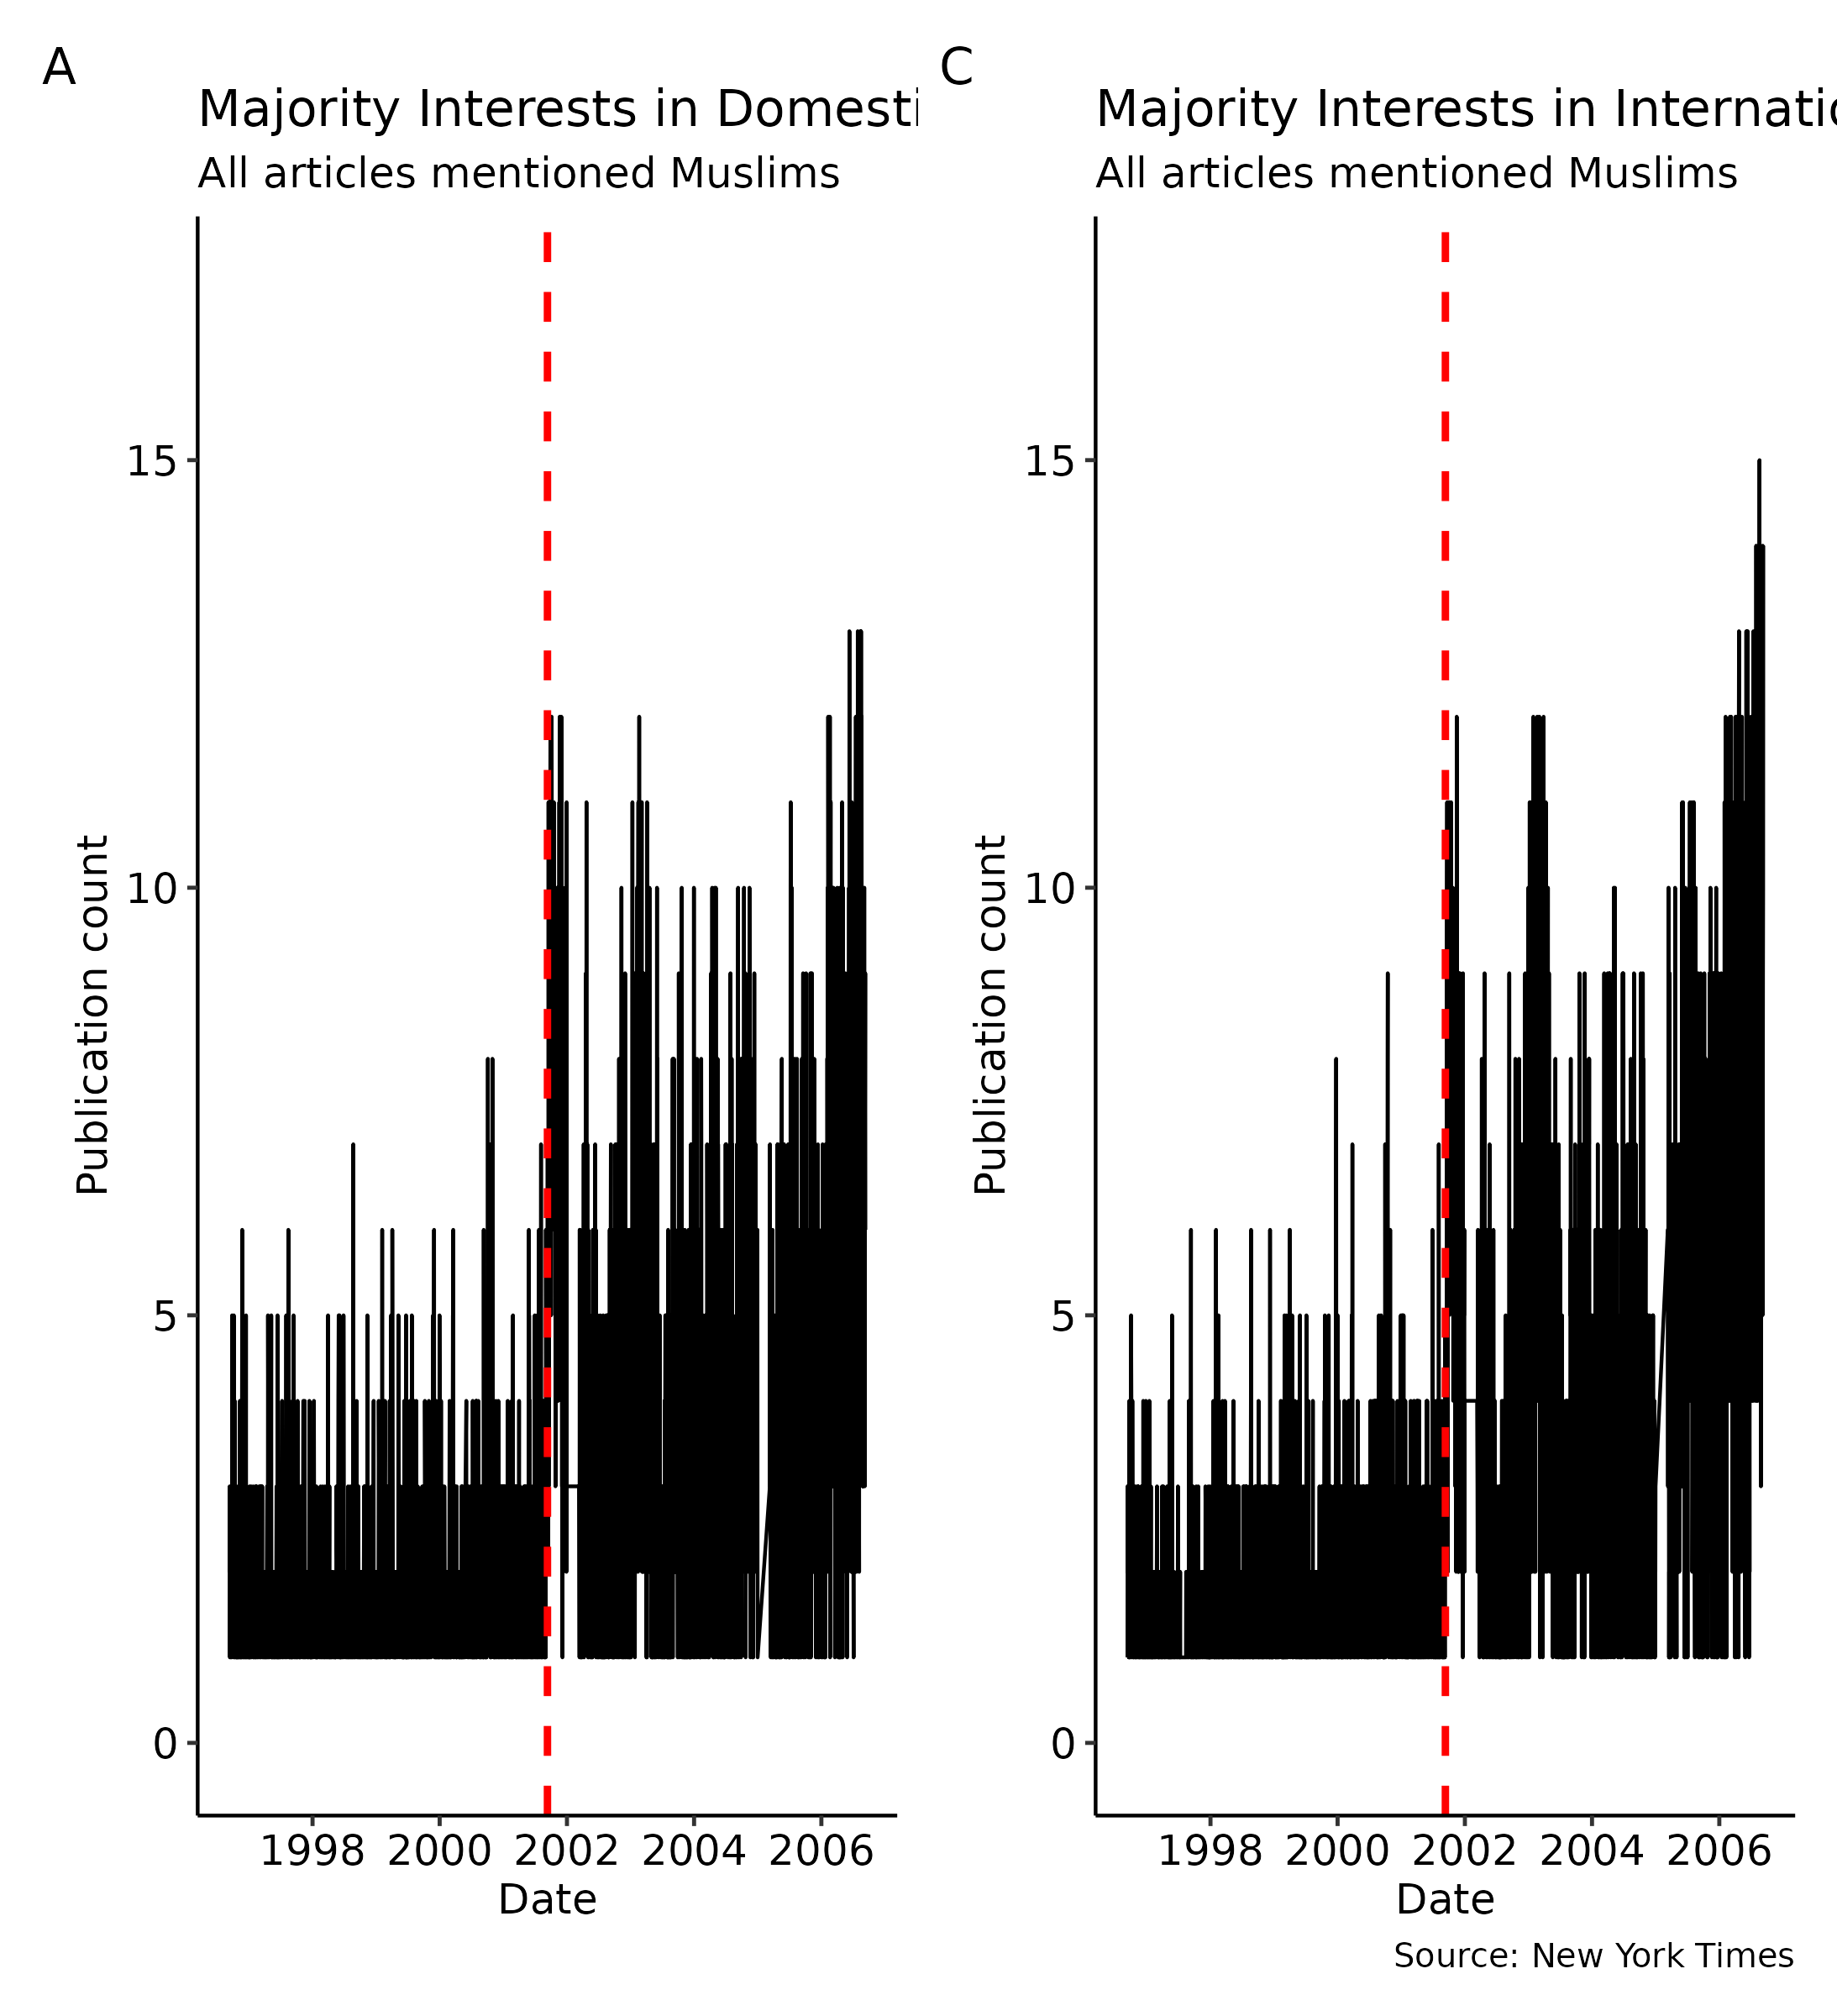 A
Majority Interests in Domesti
All articles mentioned Muslims
15
10
5
0
Publication count
1998 2000 2002 2004 2006
Date
C
Majority Interests in Internatio
All articles mentioned Muslims
15
10
5
0
Publication count
1998 2000 2002 2004 2006
Date
Source: New York Times